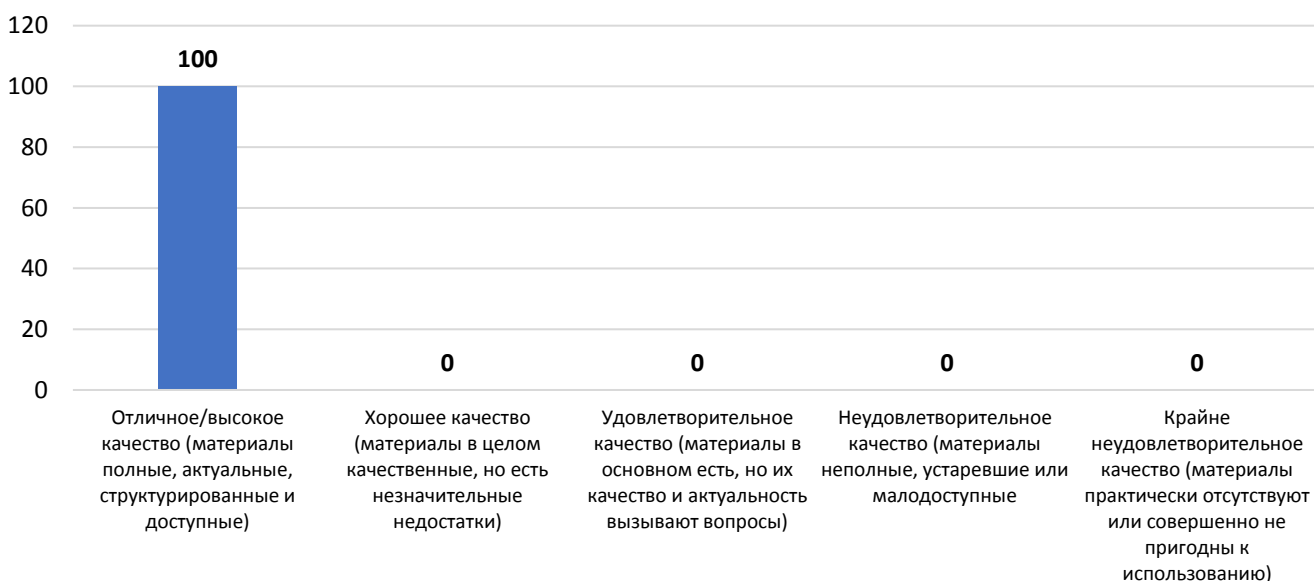 120
100
100
80
60
40
20
0
0
0
0
0
Отличное/высокое
качество (материалы
полные, актуальные,
структурированные и
доступные)
Хорошее качество
(материалы в целом
качественные, но есть
незначительные
недостатки)
Удовлетворительное
качество (материалы в
основном есть, но их
качество и актуальность
вызывают вопросы)
Неудовлетворительное
качество (материалы
неполные, устаревшие или
малодоступные
Крайне
неудовлетворительное
качество (материалы
практически отсутствуют
или совершенно не
пригодны к
использованию)